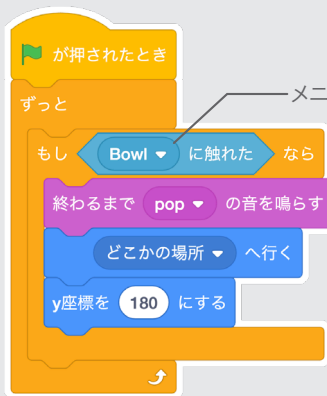 が押されたとき
メニ
ずっと
もし Bowl に触れた なら
終わるまで pop の音を鳴らす
どこかの場所 へ行く
y座標を 180 にする